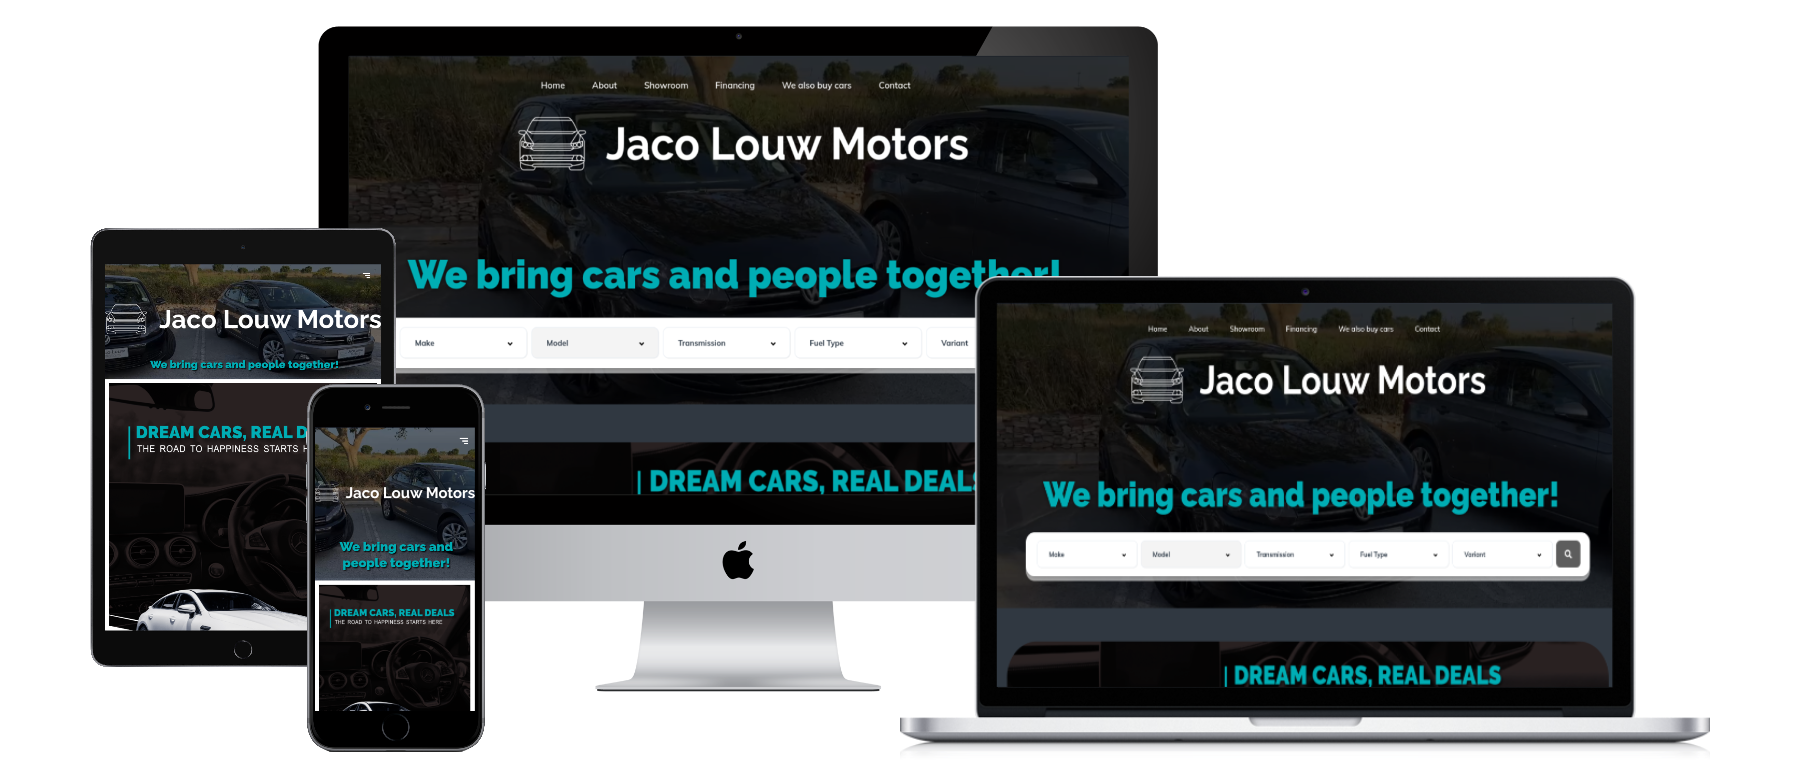 Home About Showroom Financing We also buy cars Contact
Jaco Louw Motors
We bring cars and people together!
Make Model Transmission Fuel Type Variant
DREAM CARS, REAL DEALS
Jaco Louw Motors
We bring cars and people together!
DREAM CARS, REAL D
THE ROAD TO HAPPINESS STARTS H
Jaco Louw Motors
We bring cars and
people together!
DREAM CARS, REAL DEALS
THE ROAD TO HAPPINESS STARTS HERE
Home About Showroom Financing We also buy cars Contact
Jaco Louw Motors
We bring cars and people together!
Make Model Transmission Fuel Type Variant
DREAM CARS, REAL DEALS